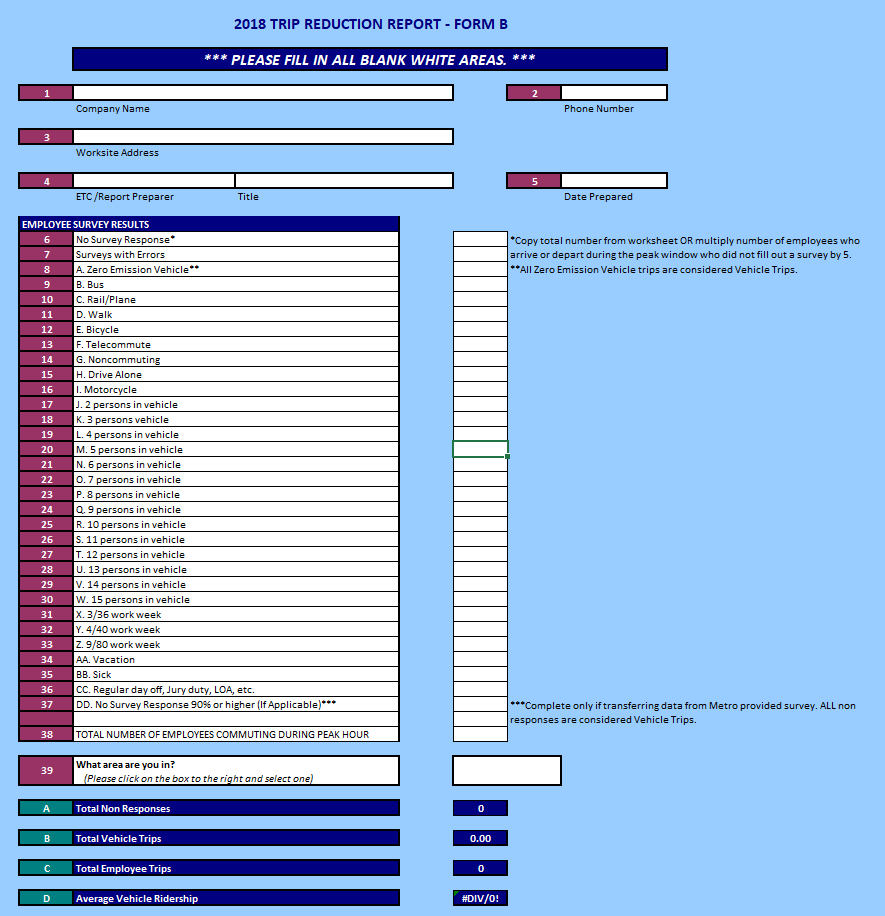 2018 TRIP REDUCTION REPORT - FORM B
*** PLEASE FILL IN ALL BLANK WHITE AREAS. ***
1
Company Name
2
Phone Number
3
Worksite Address
4
ETC /Report Preparer
Title
5
Date Prepared
EMPLOYEE SURVEY RESULTS
6 No Survey Response*
*Copy total number from worksheet OR multiply number of employees who
7 Surveys with Errors
arrive or depart during the peak window who did not fill out a survey by 5.
8 A. Zero Emission Vehicle**
**All Zero Emission Vehicle trips are considered Vehicle Trips.
9 B. Bus
10 C. Rail/Plane
11 D. Walk
12 E. Bicycle
13 F. Telecommute
14 G. Noncommuting
15 H. Drive Alone
16 I. Motorcycle
17 J. 2 persons in vehicle
18 K. 3 persons vehicle
19 L. 4 persons in vehicle
20 M. 5 persons in vehicle
21 N. 6 persons in vehicle
22 O. 7 persons in vehicle
23 P. 8 persons in vehicle
24 Q. 9 persons in vehicle
25 R. 10 persons in vehicle
26 S. 11 persons in vehicle
27 T. 12 persons in vehicle
28 U. 13 persons in vehicle
29 V. 14 persons in vehicle
30 W. 15 persons in vehicle
31 X. 3/36 work week
32 Y. 4/40 work week
33 Z. 9/80 work week
34 AA. Vacation
35 BB. Sick
36 CC. Regular day off, Jury duty, LOA, etc.
37 DD. No Survey Response 90% or higher (If Applicable)***
***Complete only if transferring data from Metro provided survey. ALL non
responses are considered Vehicle Trips.
38 TOTAL NUMBER OF EMPLOYEES COMMUTING DURING PEAK HOUR
39 What area are you in?
(Please click on the box to the right and select one)
A Total Non Responses 0
B Total Vehicle Trips 0.00
C Total Employee Trips 0
D Average Vehicle Ridership #DIV/0!